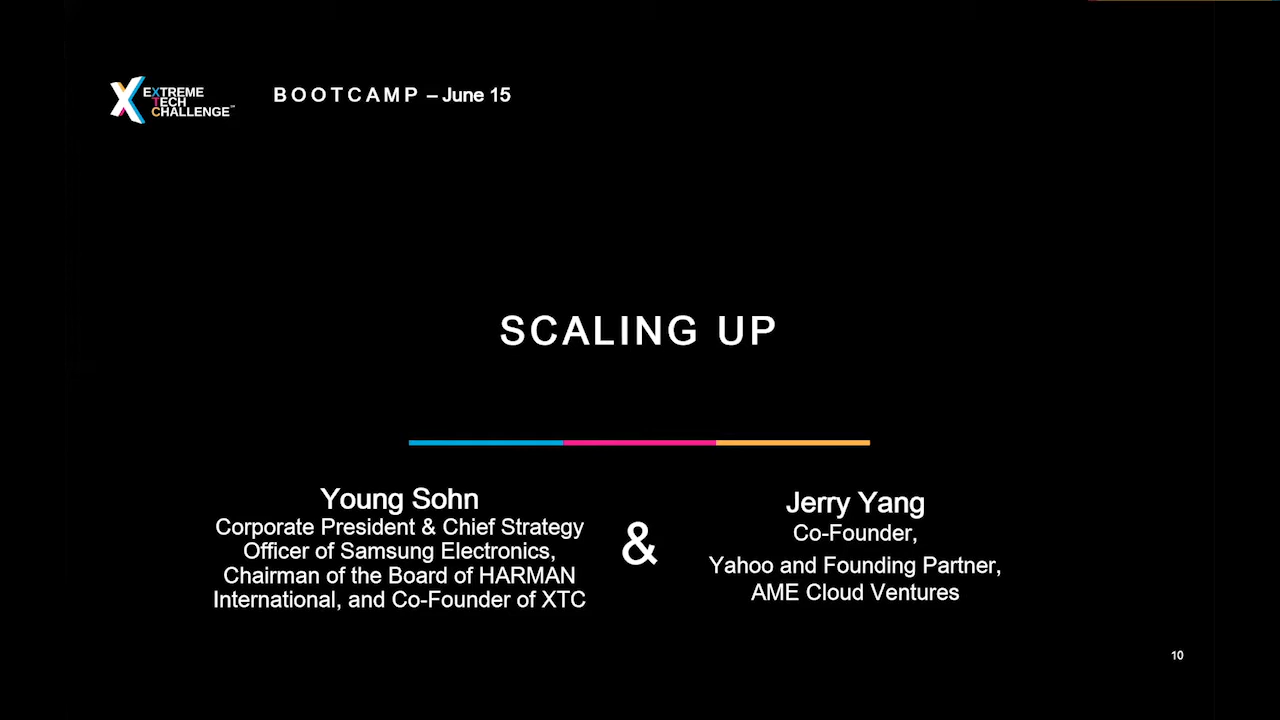 EXTREME
TECH
CHALLENGE™
BOOTCAMP – June 15
SCALING UP
Young Sohn
Corporate President & Chief Strategy
Officer of Samsung Electronics,
Chairman of the Board of HARMAN
International, and Co-Founder of XTC
&
Jerry Yang
Co-Founder,
Yahoo and Founding Partner,
AME Cloud Ventures
10